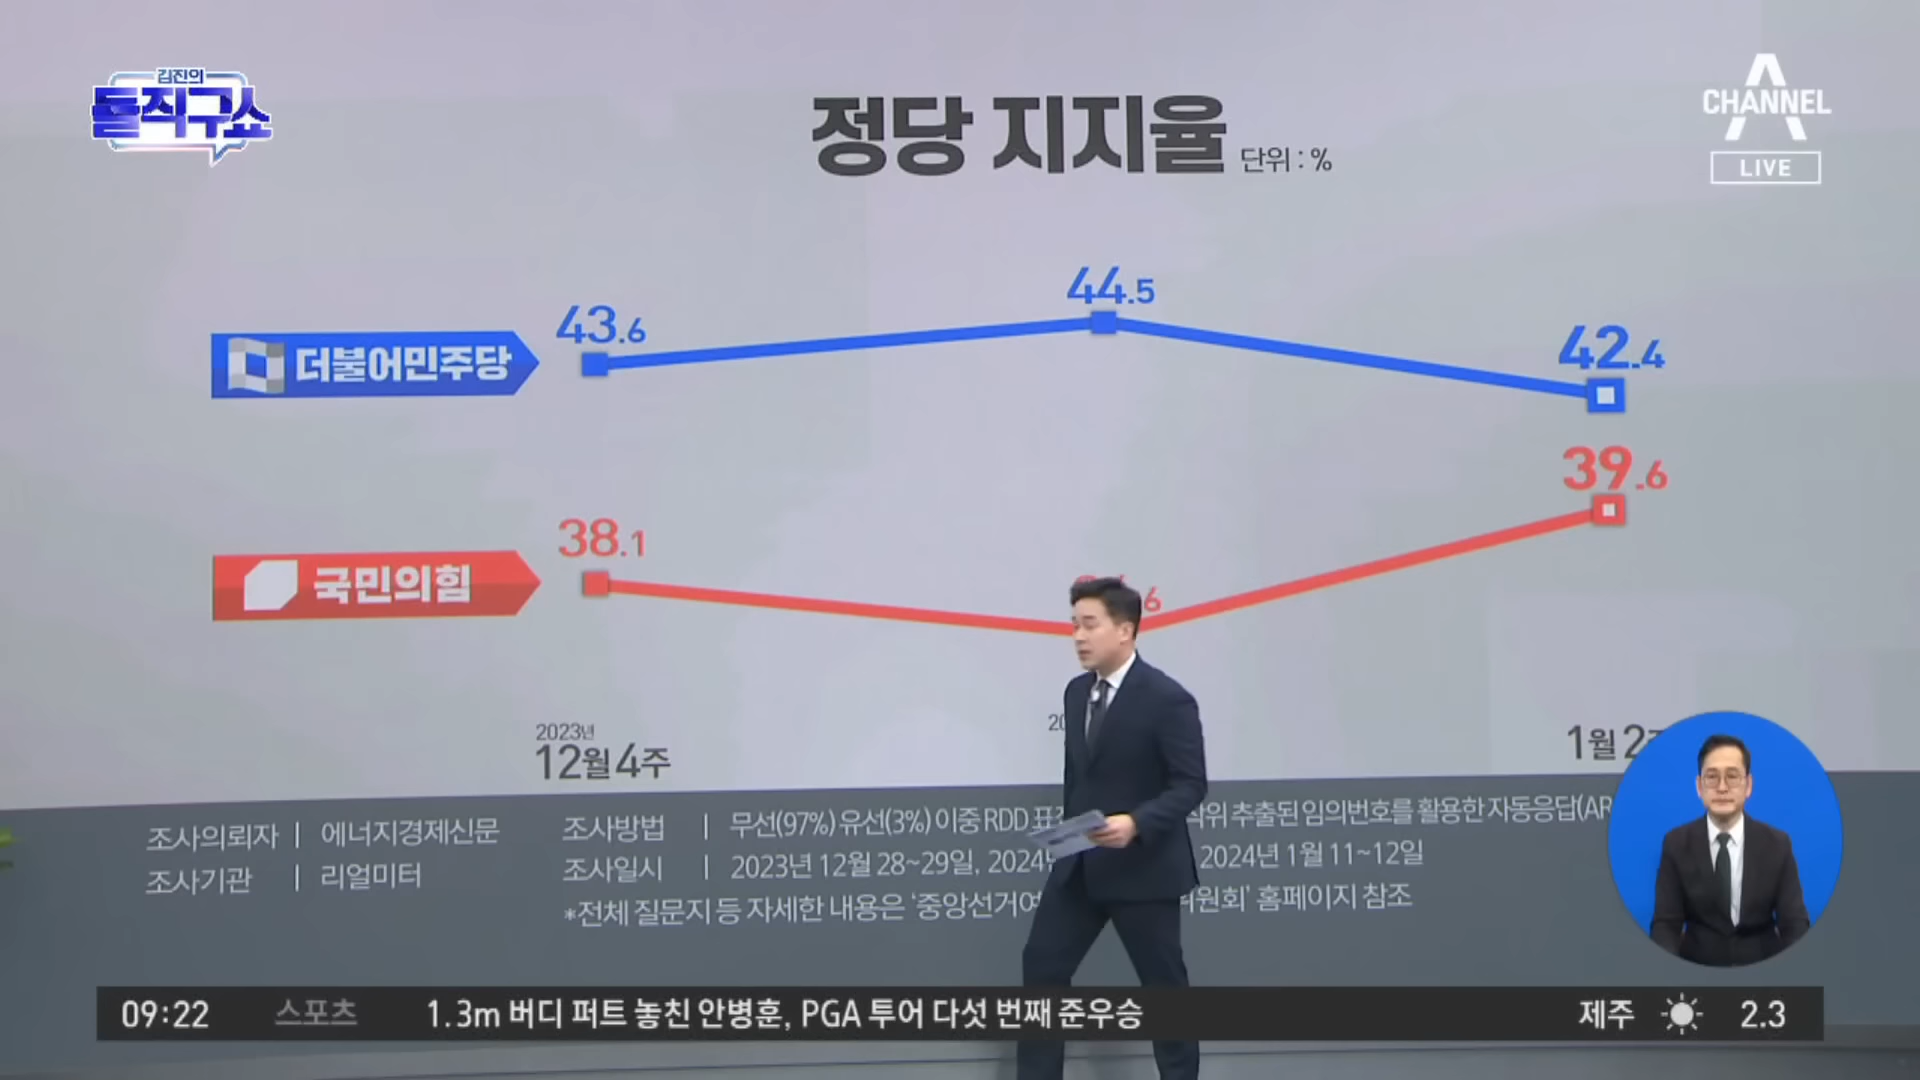 김진의
돌직구쇼
CHANNEL A
LIVE
정당 지지율 단위 : %
더불어민주당
43.6
44.5
42.4
국민의힘
38.1
6
39.6
2023년
12월 4주
1월 2
조사의뢰자 | 에너지경제신문
조사기관 | 리얼미터
조사방법 | 무선(97%) 유선(3%) 이중 RDD 추출된 임의번호를 활용한 자동응답(AR
조사일시 | 2023년 12월 28~29일, 2024 2024년 1월 11~12일
*전체 질문지 등 자세한 내용은 '중앙선거여 위원회' 홈페이지 참조
09:22 스포츠 1.3m 버디 퍼트 놓친 안병훈, PGA 투어 다섯 번째 준우승 제주 2.3